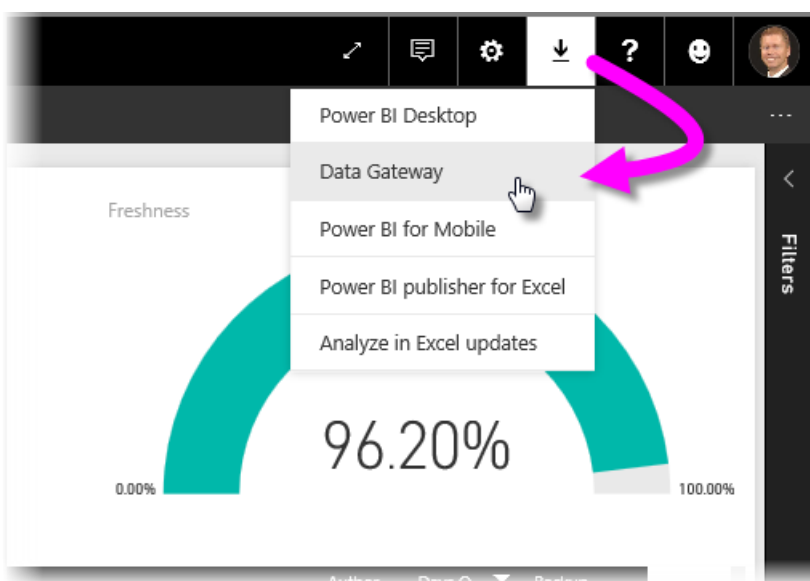 ?
Power BI Desktop
...
Data Gateway
Freshness
Power BI for Mobile
Filters
Power BI publisher for Excel
Analyze in Excel updates
96.20%
0.00%
100.00%